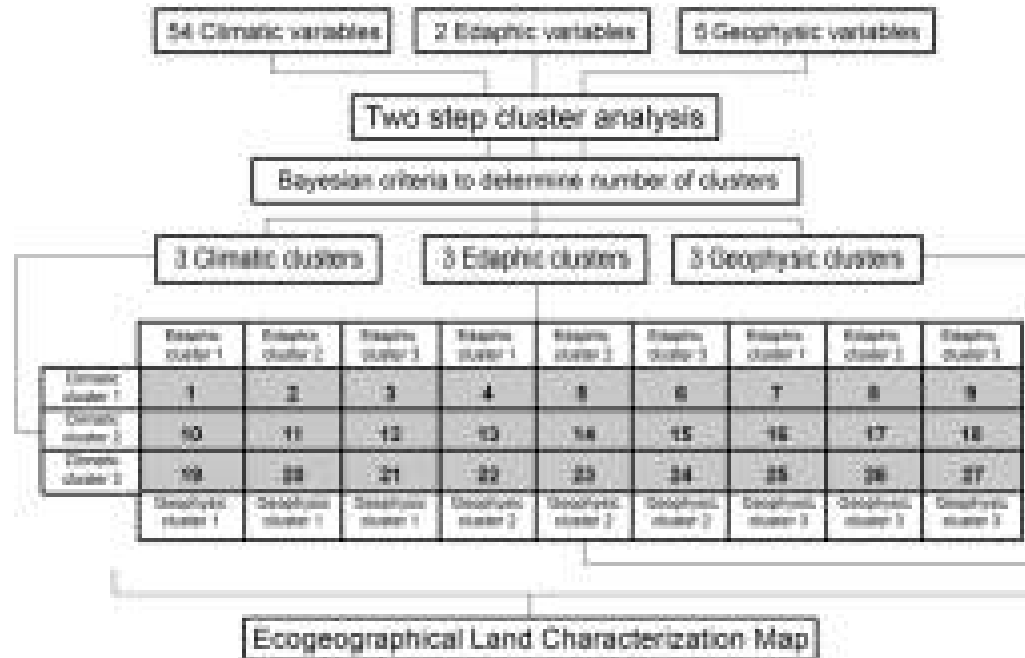 54 Climatic variables
2 Edaphic variables
5 Geophysic variables
Two step cluster analysis
Bayesian criteria to determine number of clusters
3 Climatic clusters
3 Edaphic clusters
3 Geophysic clusters
Edaphic cluster 1 Edaphic cluster 2 Edaphic cluster 3 Edaphic cluster 1 Edaphic cluster 2 Edaphic cluster 3 Edaphic cluster 1 Edaphic cluster 2 Edaphic cluster 3
Climatic cluster 1 1 2 3 4 5 6 7 8 9
Climatic cluster 2 10 11 12 13 14 15 16 17 18
Climatic cluster 3 19 20 21 22 23 24 25 26 27
Geophysic cluster 1 Geophysic cluster 1 Geophysic cluster 1 Geophysic cluster 2 Geophysic cluster 2 Geophysic cluster 2 Geophysic cluster 3 Geophysic cluster 3 Geophysic cluster 3
Ecogeographical Land Characterization Map